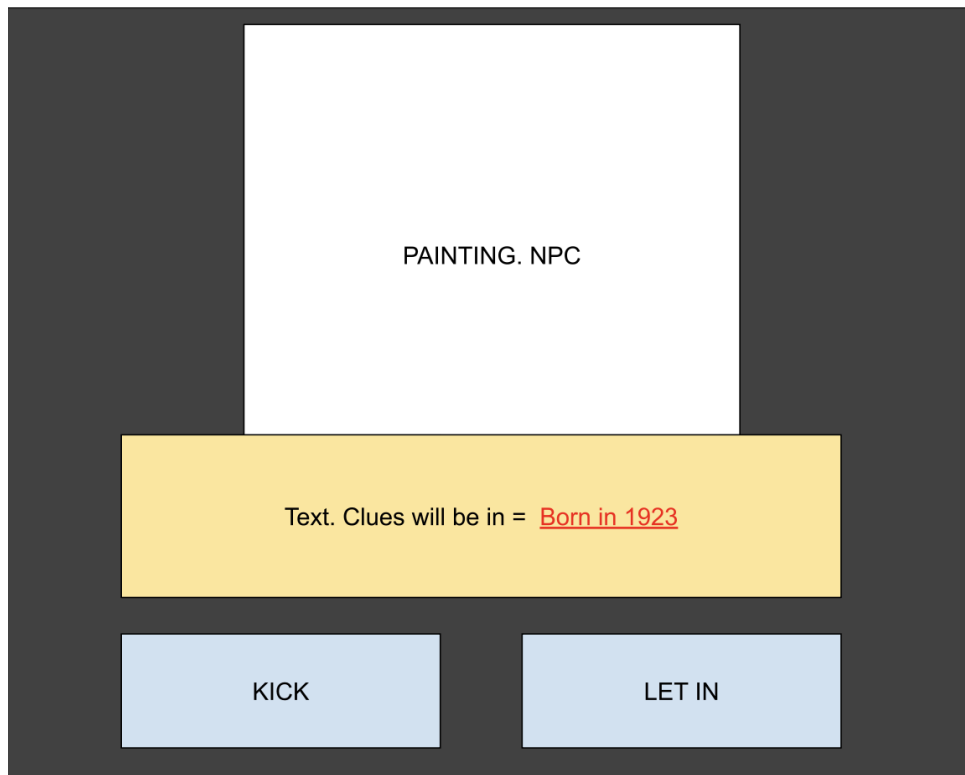 PAINTING. NPC
Text. Clues will be in = Born in 1923
KICK
LET IN